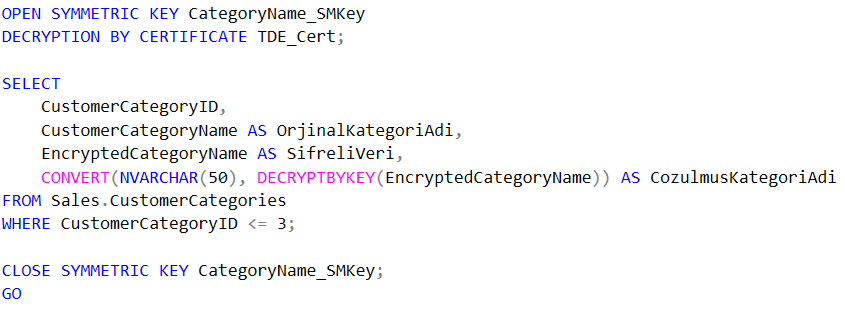 OPEN SYMMETRIC KEY CategoryName_SMKey
DECRYPTION BY CERTIFICATE TDE_Cert;

SELECT
    CustomerCategoryID,
    CustomerCategoryName AS OrjinalKategoriAdi,
    EncryptedCategoryName AS SifreliVeri,
    CONVERT(NVARCHAR(50), DECRYPTBYKEY(EncryptedCategoryName)) AS CozulmusKategoriAdi
FROM Sales.CustomerCategories
WHERE CustomerCategoryID <= 3;

CLOSE SYMMETRIC KEY CategoryName_SMKey;
GO